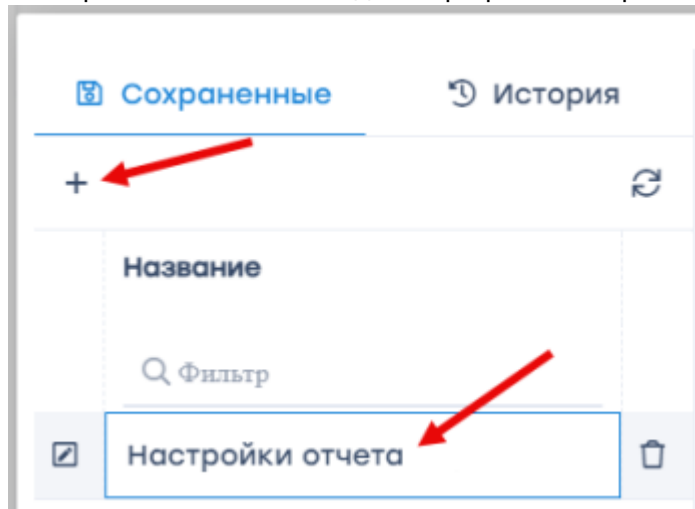 Сохраненные История
+
Название
Фильтр
Настройки отчета